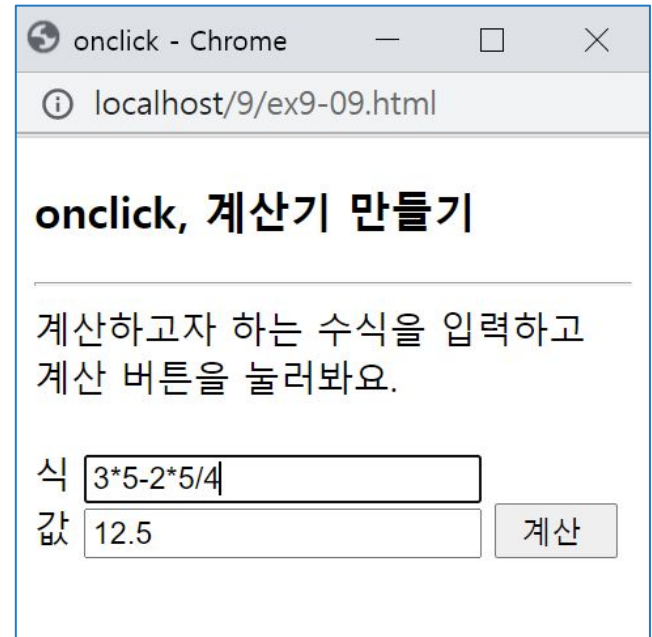 onclick - Chrome
localhost/9/ex9-09.html
onclick, 계산기 만들기
계산하고자 하는 수식을 입력하고
계산 버튼을 눌러봐요.
식 3*5-2*5/4
값 12.5 계산